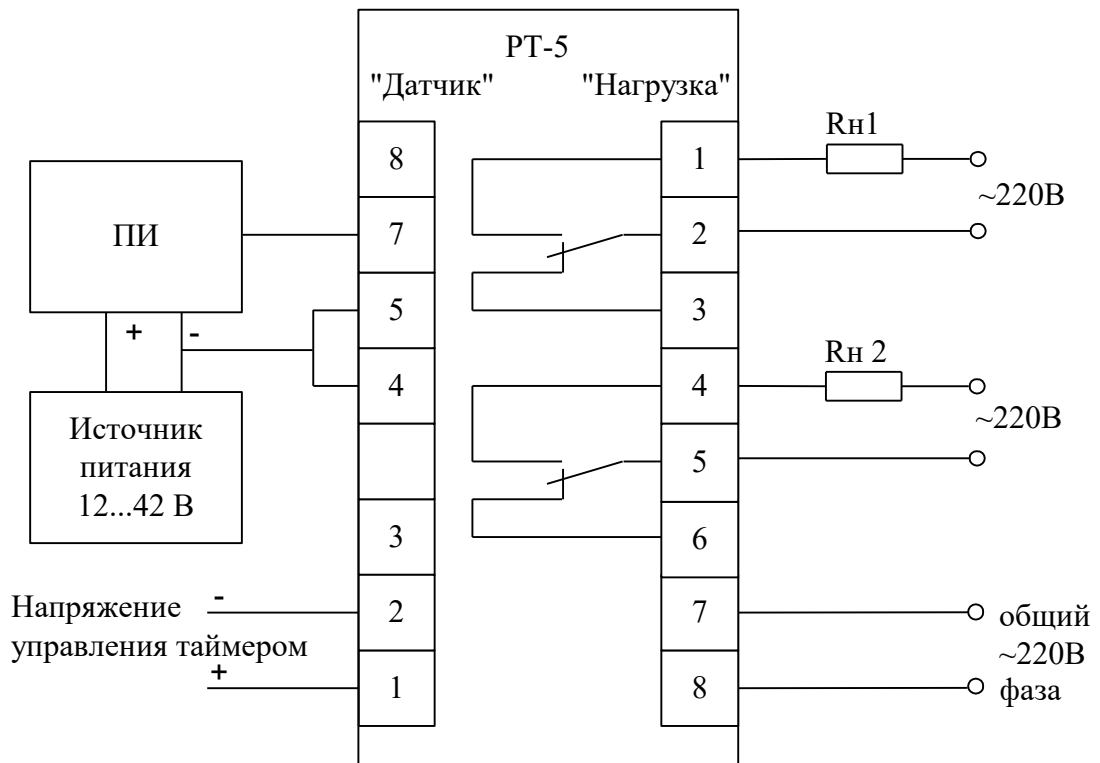 РТ-5
"Датчик" "Нагрузка"
8
7
5
4
3
2
1
1
2
3
4
5
6
7
8
Rн1
~220В
Rн 2
~220В
общий
~220В
фаза
ПИ
+ -
Источник
питания
12...42 В
Напряжение -
управления таймером
+